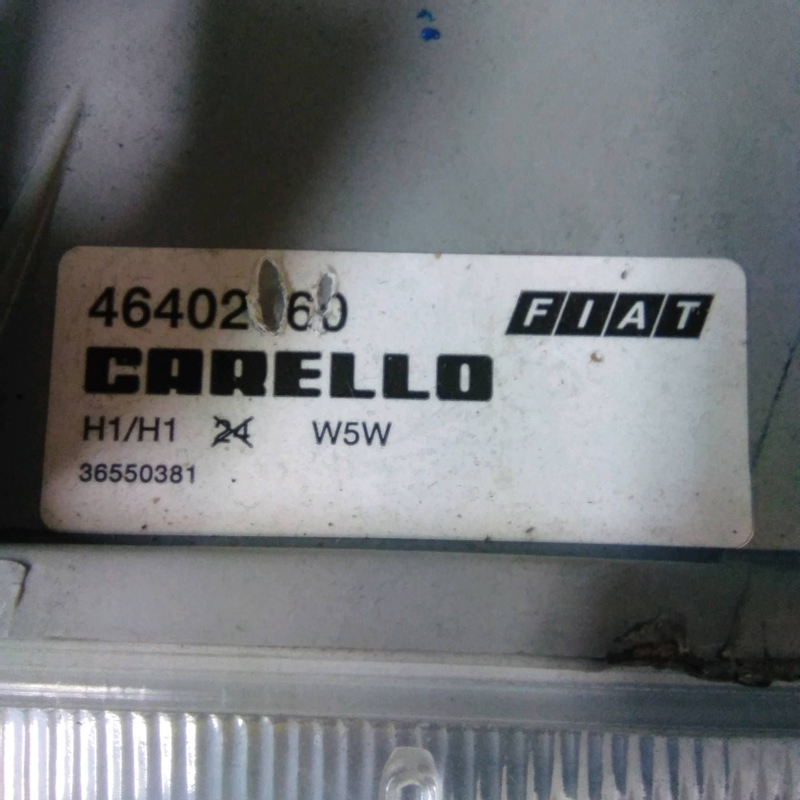 FIAT
CARELLO
H1/H1 24 W5W
36550381